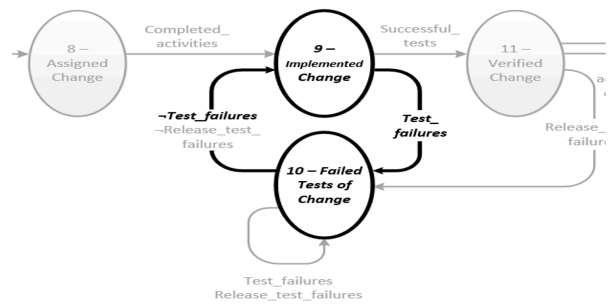 Completed_
activities
Successful_
tests
8 –
Assigned
Change
9 –
Implemented
Change
11 –
Verified
Change
¬Test_failures
¬Release_test_
failures
Test_
failures
10 – Failed
Tests of
Change
Test_failures
Release_test_failures